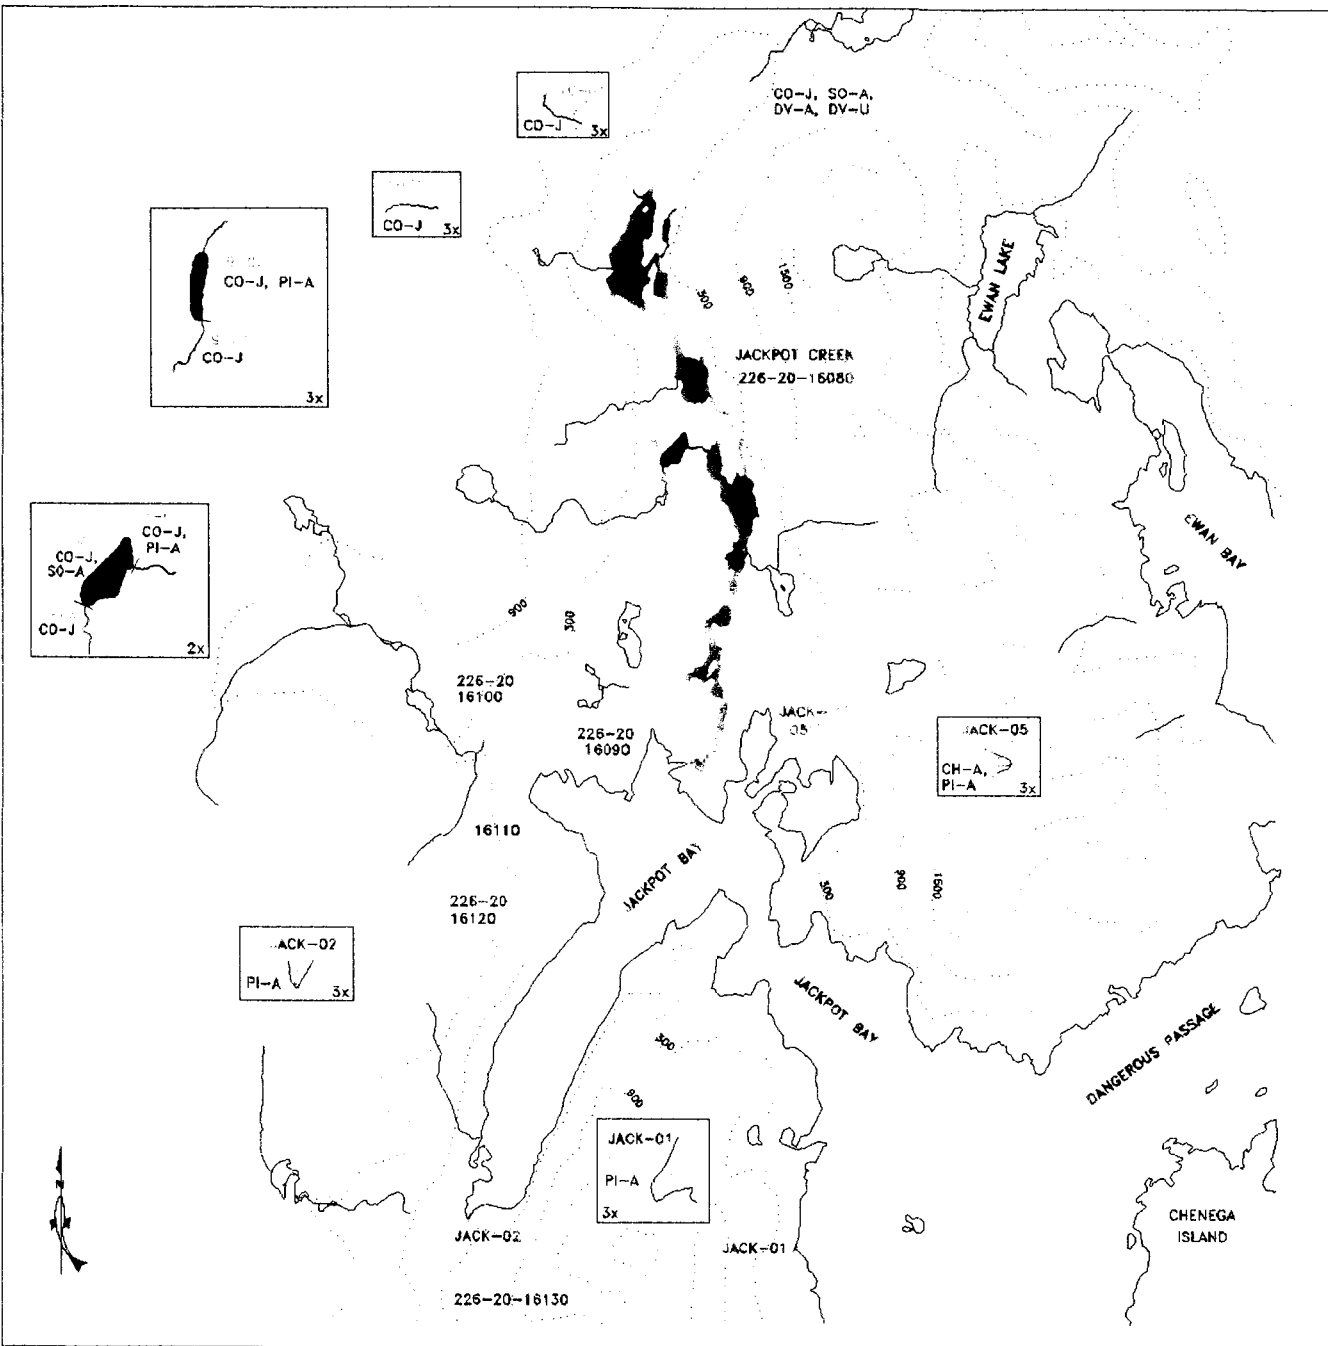 CO-J, SO-A,
DV-A, DV-U
CO-J
3x
CO-J 3x
CO-J, PI-A
CO-J
3x
EWAN LAKE
300
900
1500
JACKPOT CREEK
226-20-16080
CO-J,
PI-A
CO-J,
SO-A
CO-J
2x
EWAN BAY
900
300
226-20
16100
226-20
16090
JACK-
05
JACK-05
CH-A,
PI-A
3x
16110
JACKPOT BAY
226-20
16120
300
900
1500
ACK-02
PI-A
3x
JACKPOT BAY
DANGEROUS PASSAGE
300
900
JACK-01
PI-A
3x
N
CHENEGA
ISLAND
JACK-02
JACK-01
226-20-16130